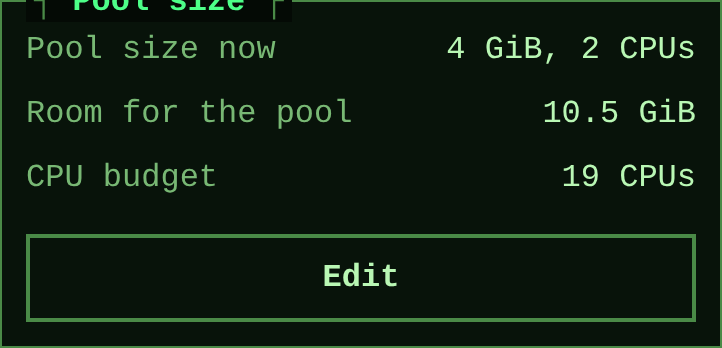 Pool size
Pool size now 4 GiB, 2 CPUs
Room for the pool 10.5 GiB
CPU budget 19 CPUs
Edit